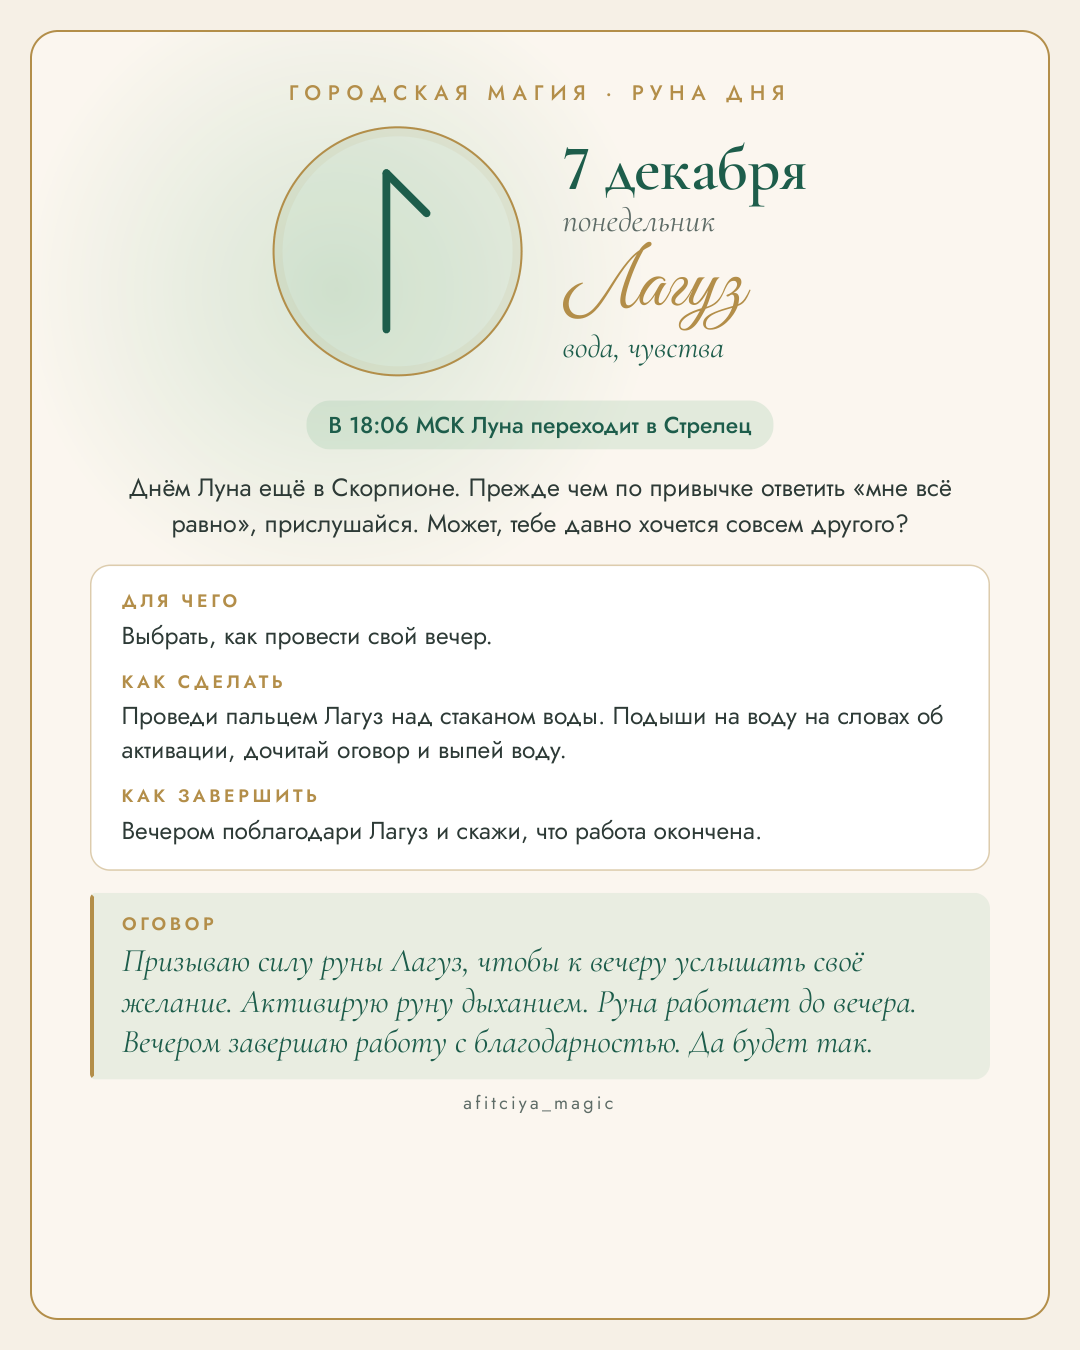 ГОРОДСКАЯ МАГИЯ · РУНА ДНЯ
7 декабря
понедельник
Лагуз
вода, чувства
В 18:06 МСК Луна переходит в Стрелец
Днём Луна ещё в Скорпионе. Прежде чем по привычке ответить «мне всё
равно», прислушайся. Может, тебе давно хочется совсем другого?
ДЛЯ ЧЕГО
Выбрать, как провести свой вечер.
КАК СДЕЛАТЬ
Проведи пальцем Лагуз над стаканом воды. Подыши на воду на словах об
активации, дочитай оговор и выпей воду.
КАК ЗАВЕРШИТЬ
Вечером поблагодари Лагуз и скажи, что работа окончена.
ОГОВОР
Призываю силу руны Лагуз, чтобы к вечеру услышать своё
желание. Активирую руну дыханием. Руна работает до вечера.
Вечером завершаю работу с благодарностью. Да будет так.
afitciya_magic